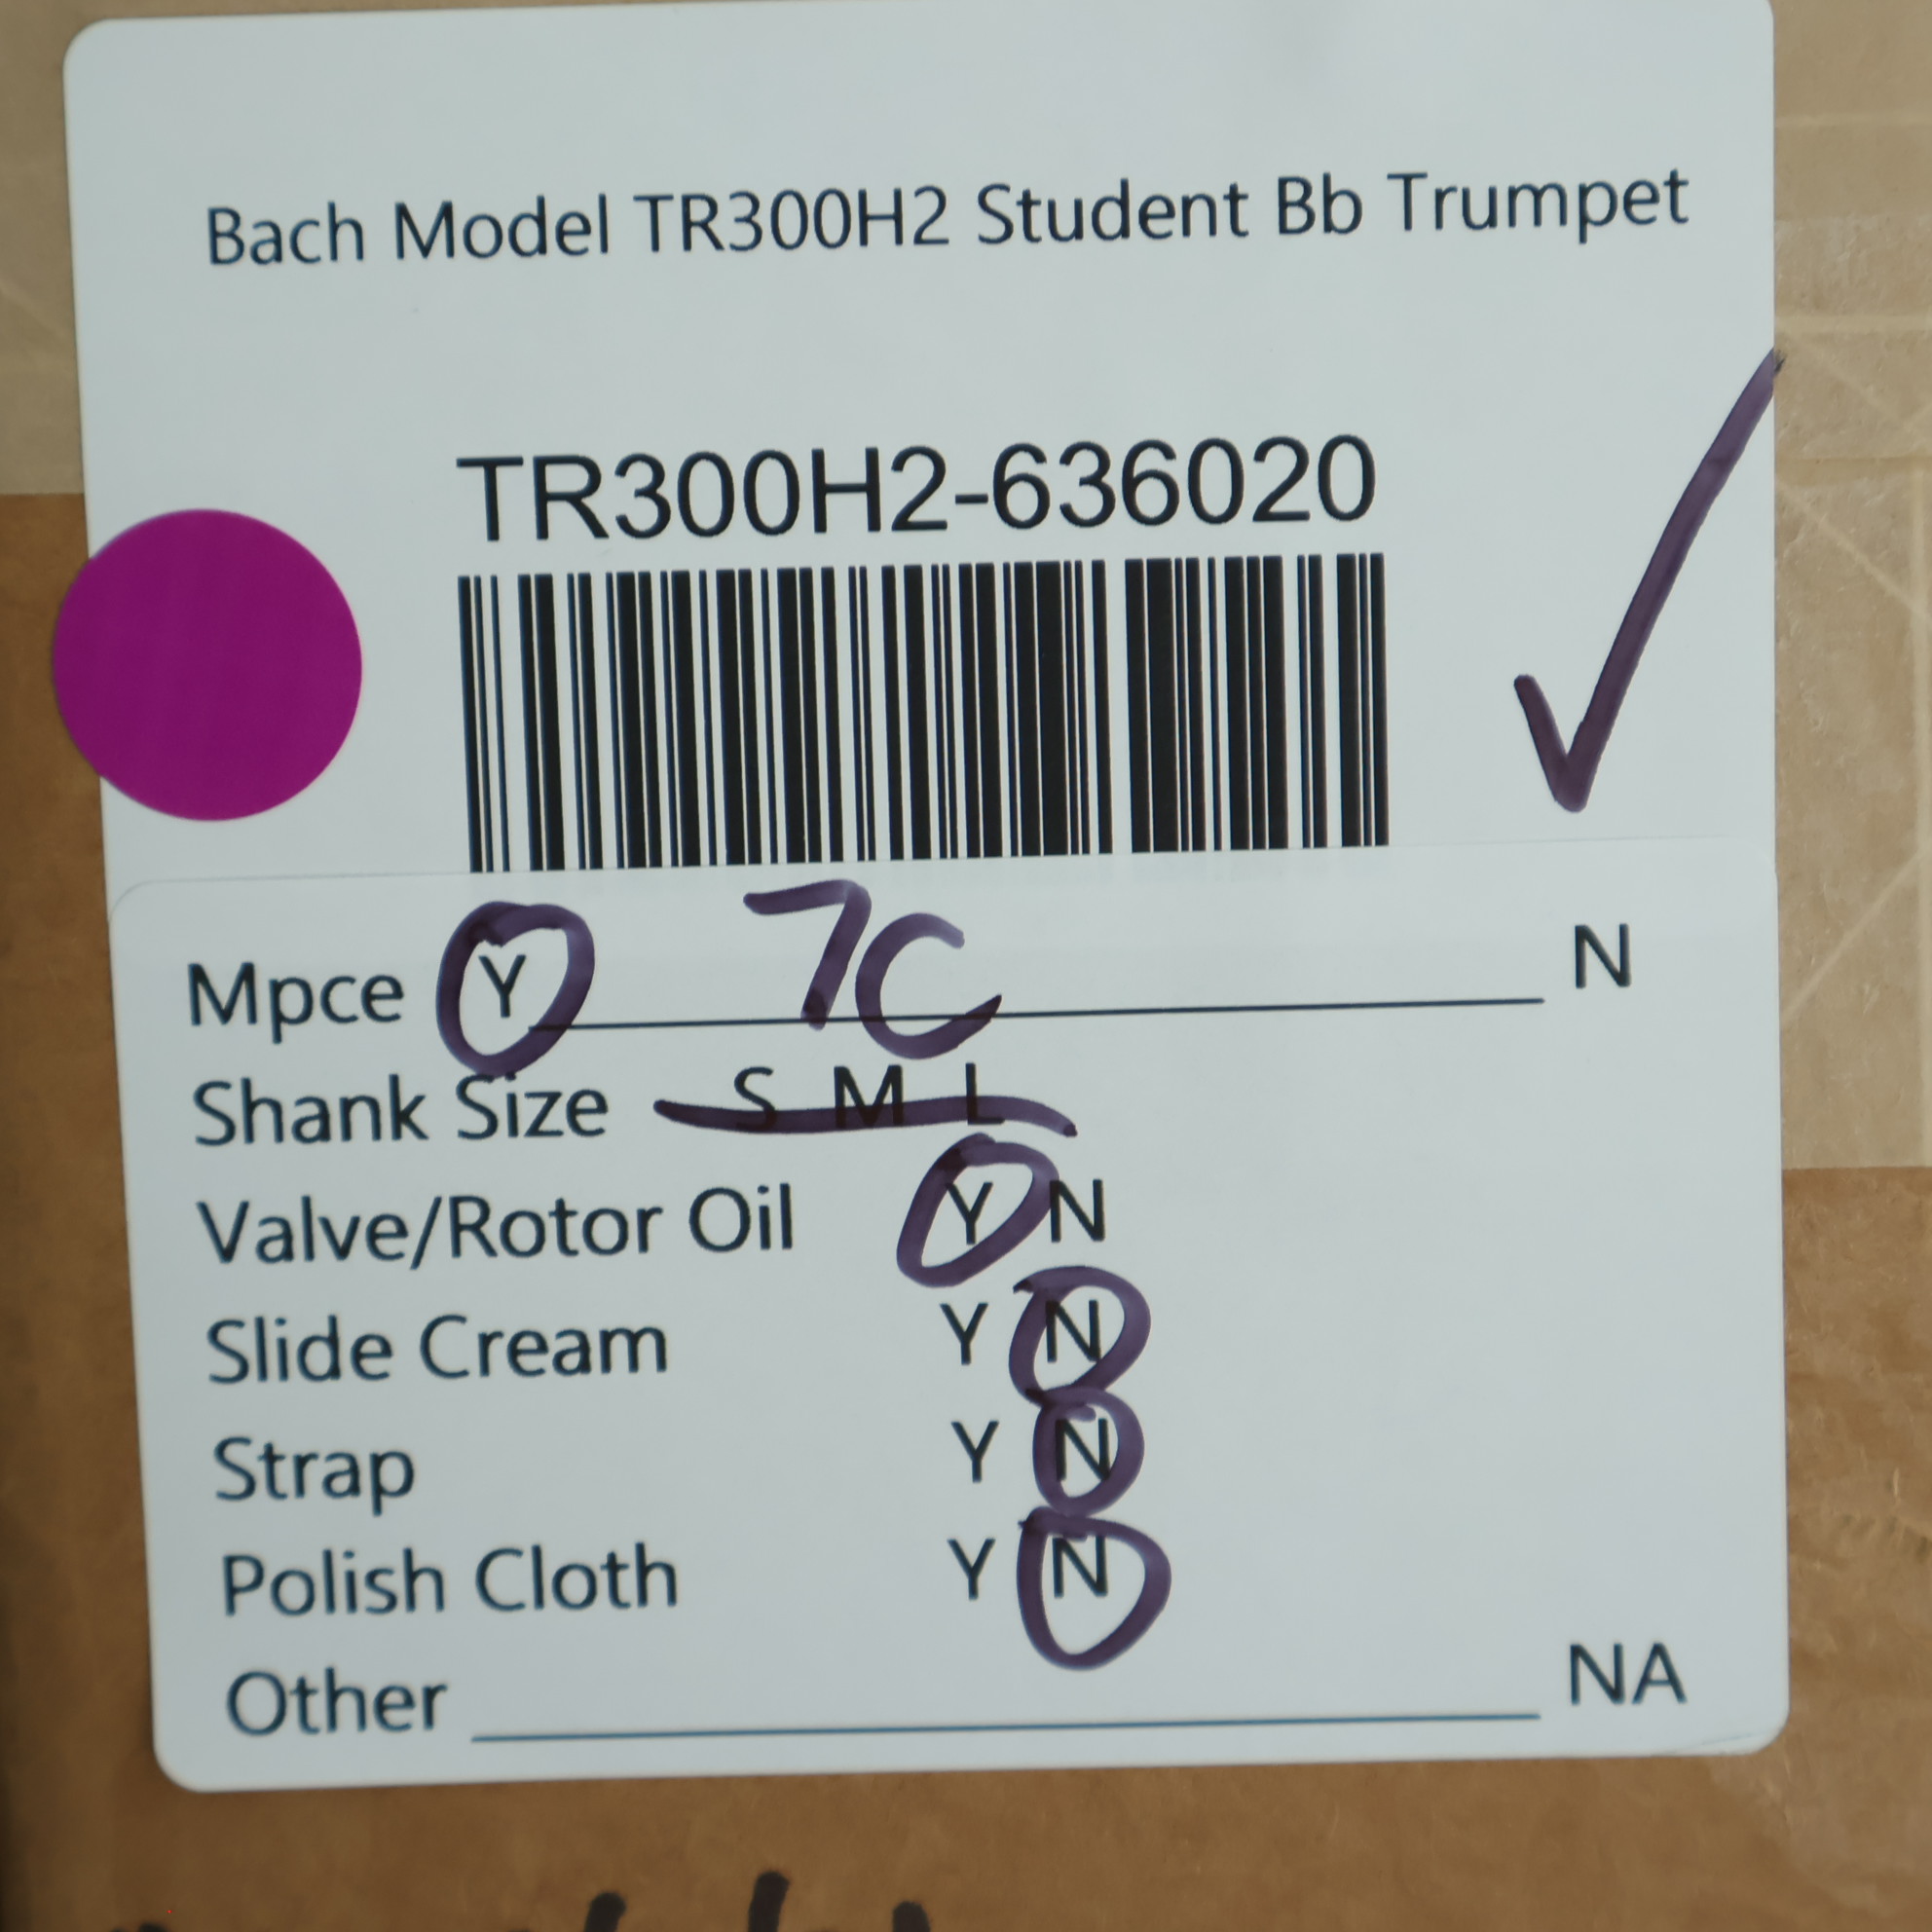 Bach Model TR300H2 Student Bb Trumpet
TR300H2-636020
Mpce Y 7C N
Shank Size S M L
Valve/Rotor Oil Y N
Slide Cream Y N
Strap Y N
Polish Cloth Y N
Other NA